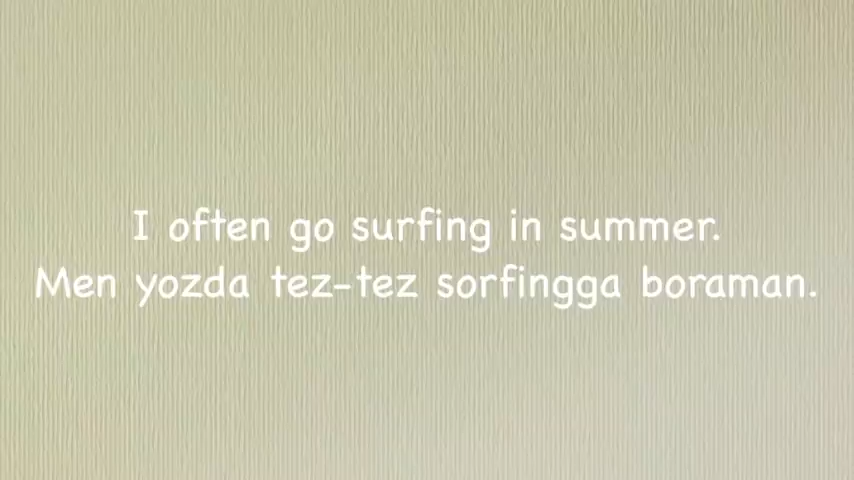 I often go surfing in summer.
Men yozda tez-tez sorfingga boraman.